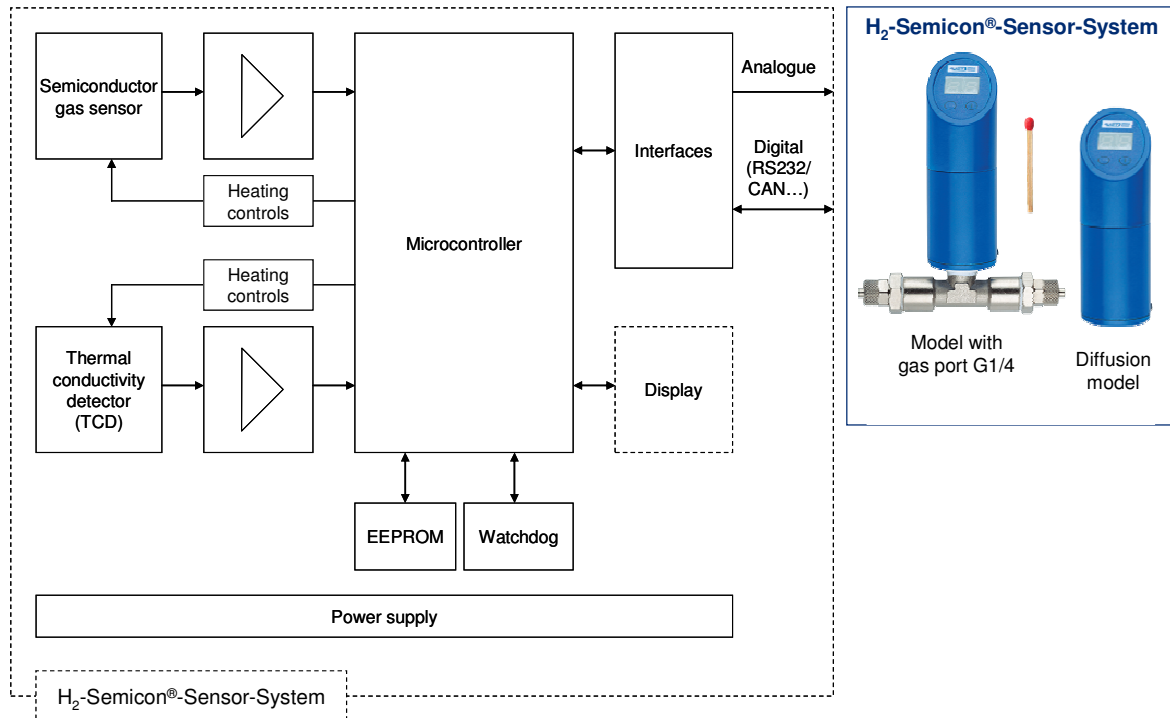 Semiconductor
gas sensor
Heating
controls
Heating
controls
Thermal
conductivity
detector
(TCD)
Microcontroller
EEPROM
Watchdog
Interfaces
Display
Analogue
Digital
(RS232/
CAN…)
Power supply
H₂-Semicon®-Sensor-System
H₂-Semicon®-Sensor-System
Model with
gas port G1/4
Diffusion
model